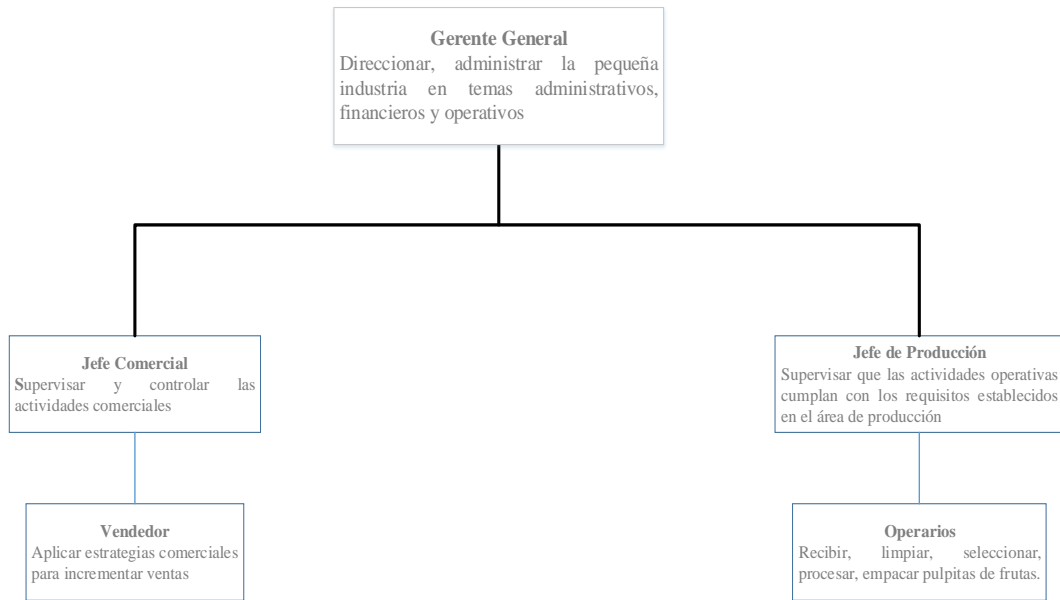 Gerente General
Direccionar, administrar la pequeña
industria en temas administrativos,
financieros y operativos
Jefe Comercial
Supervisar y controlar las
actividades comerciales
Jefe de Producción
Supervisar que las actividades operativas
cumplan con los requisitos establecidos
en el área de producción
Vendedor
Aplicar estrategias comerciales
para incrementar ventas
Operarios
Recibir, limpiar, seleccionar,
procesar, empacar pulpitas de frutas.